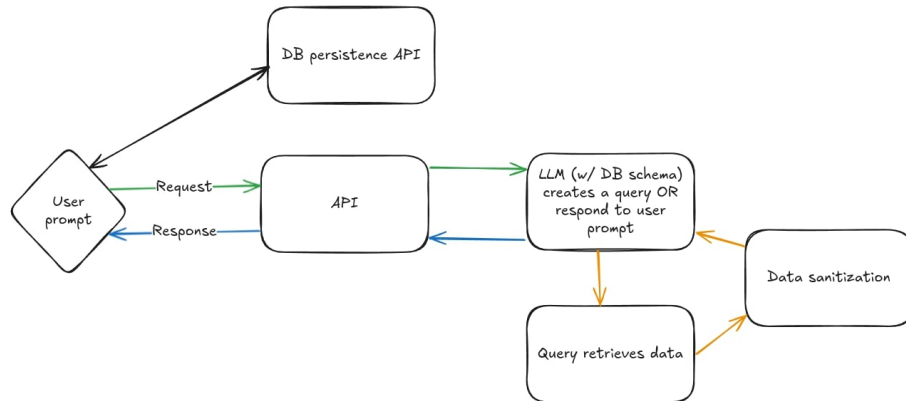 DB persistence API
User
prompt
Request
Response
API
LLM (w/ DB schema)
creates a query OR
respond to user
prompt
Data sanitization
Query retrieves data